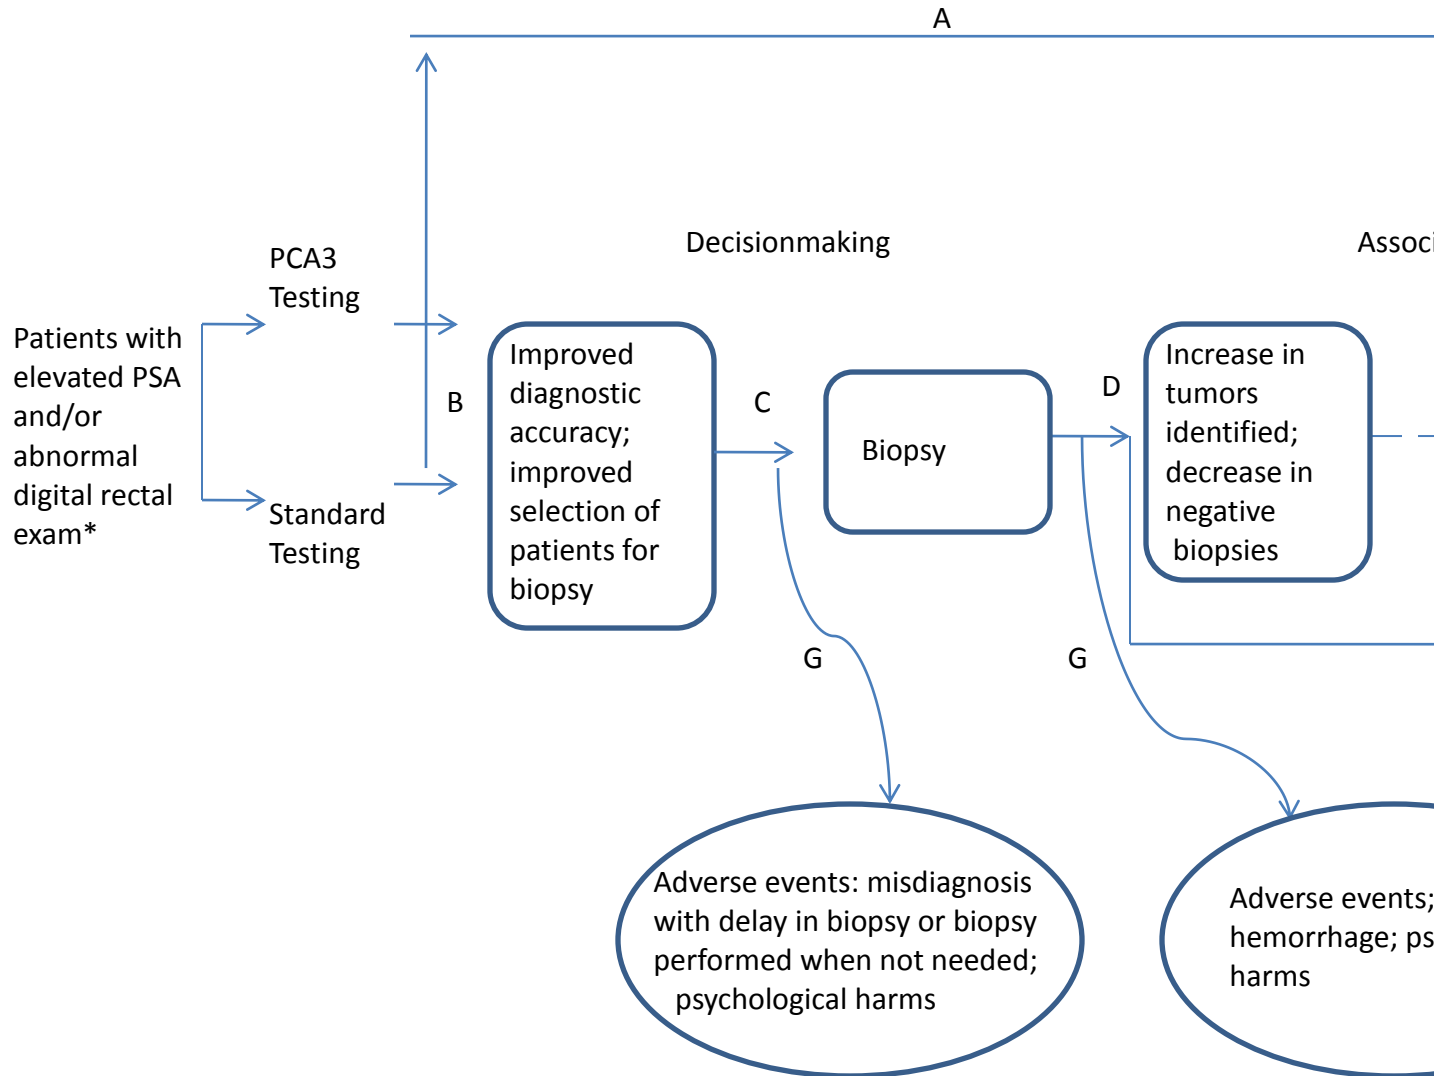 A
Decisionmaking
PCA3
Testing
Patients with
elevated PSA
and/or
abnormal
digital rectal
exam*
Standard
Testing
B
Improved
diagnostic
accuracy;
improved
selection of
patients for
biopsy
C
Biopsy
D
Increase in
tumors
identified;
decrease in
negative
biopsies
G
G
Adverse events: misdiagnosis
with delay in biopsy or biopsy
performed when not needed;
psychological harms
Adverse events;
hemorrhage;
harms